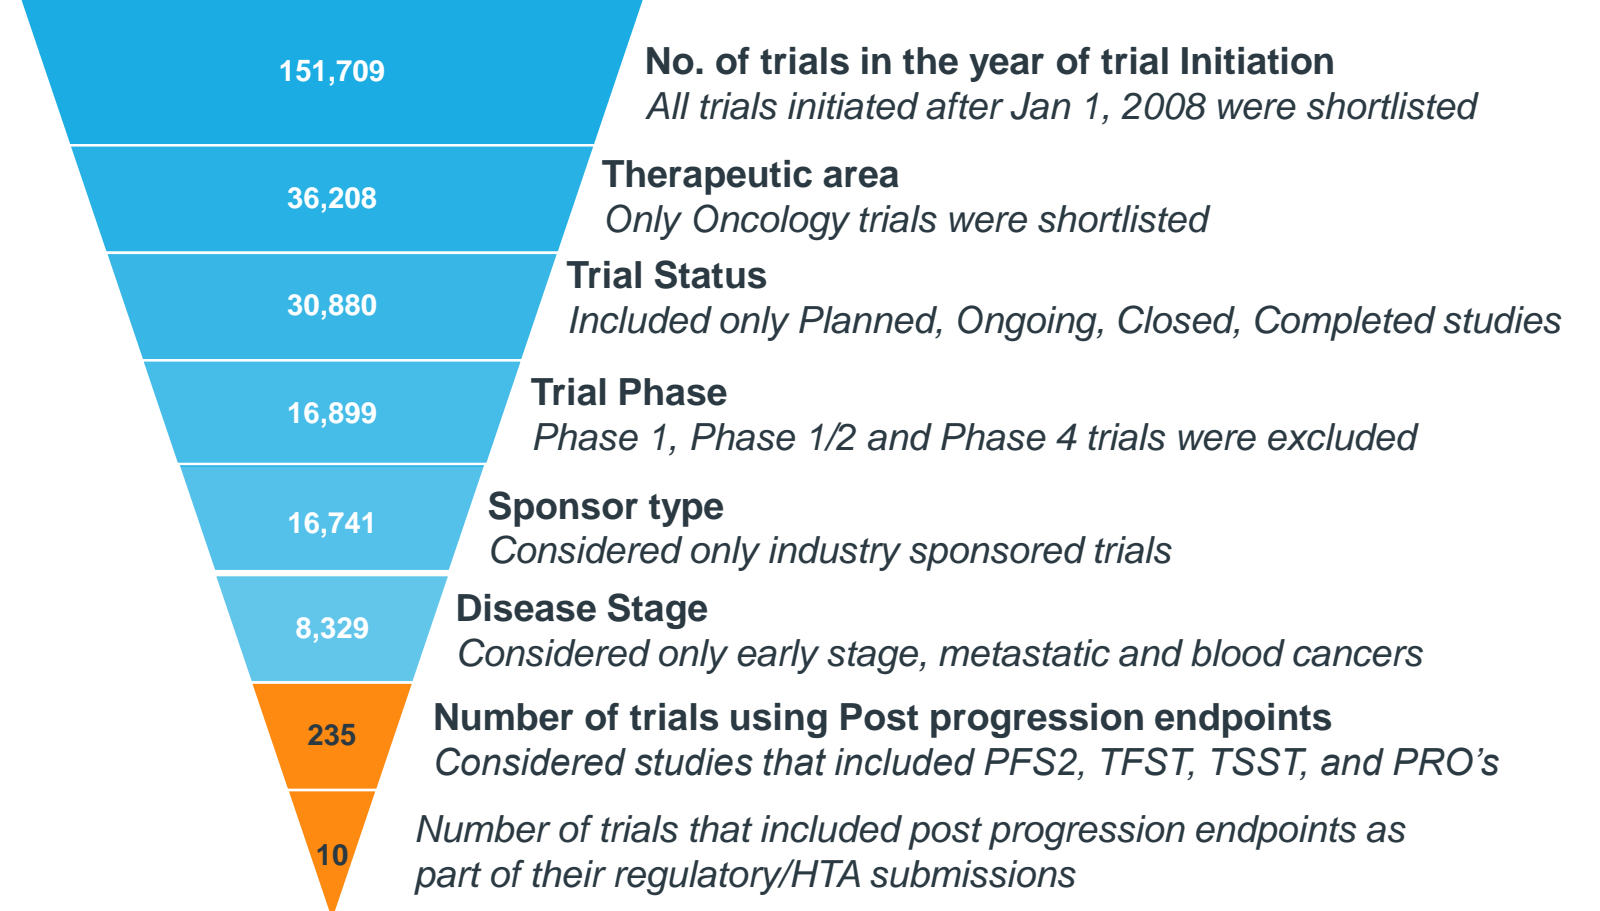 151,709
No. of trials in the year of trial Initiation
All trials initiated after Jan 1, 2008 were shortlisted
36,208
Therapeutic area
Only Oncology trials were shortlisted
30,880
Trial Status
Included only Planned, Ongoing, Closed, Completed studies
16,899
Trial Phase
Phase 1, Phase 1/2 and Phase 4 trials were excluded
16,741
Sponsor type
Considered only industry sponsored trials
8,329
Disease Stage
Considered only early stage, metastatic and blood cancers
235
Number of trials using Post progression endpoints
Considered studies that included PFS2, TFST, TSST, and PRO’s
10
Number of trials that included post progression endpoints as
part of their regulatory/HTA submissions